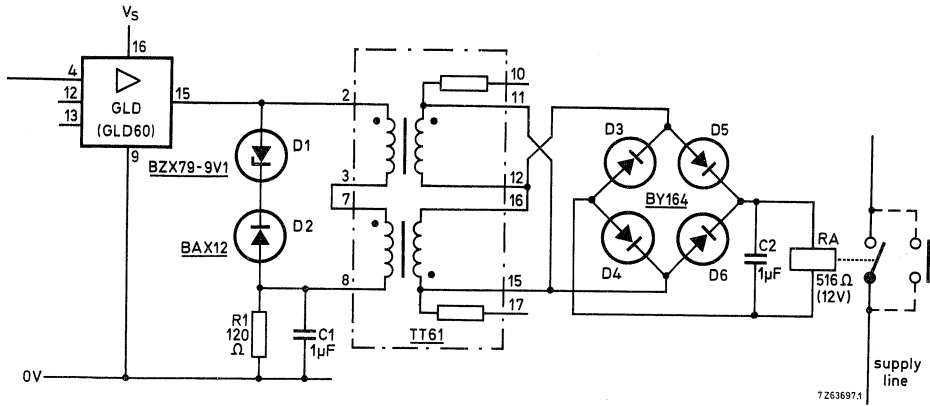 Vs
16
4
12
13
GLD
(GLD60)
15
9
D1
BZX79-9V1
D2
BAX12
R1
120
Ω
C1
1µF
0V
2
3
7
8
10
11
12
16
15
17
TT61
D3
D5
BY164
D4
D6
C2
1µF
RA
516Ω
(12V)
supply
line
7Z63697.1